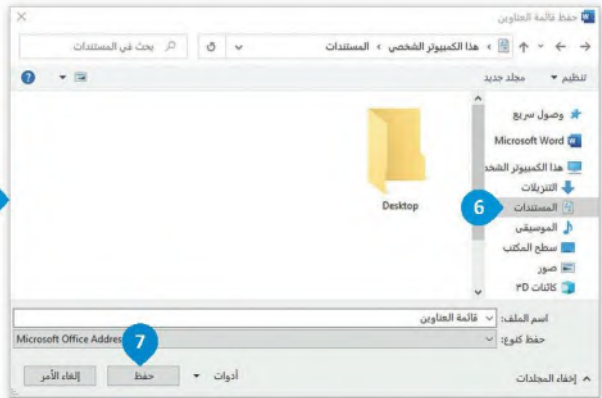 حفظ قائمة العناوين
هذا الكمبيوتر الشخصي › المستندات
بحث في المستندات
تنظيم
مجلد جديد
وصول سريع
Microsoft Word
هذا الكمبيوتر الشخد
التنزيلات
المستندات
6
الموسيقى
سطح المكتب
صور
كائنات ٣D
Desktop
اسم الملف: قائمة العناوين
حفظ كنوع: Microsoft Office Addres
7
إخفاء المجلدات
أدوات
حفظ
إلغاء الأمر